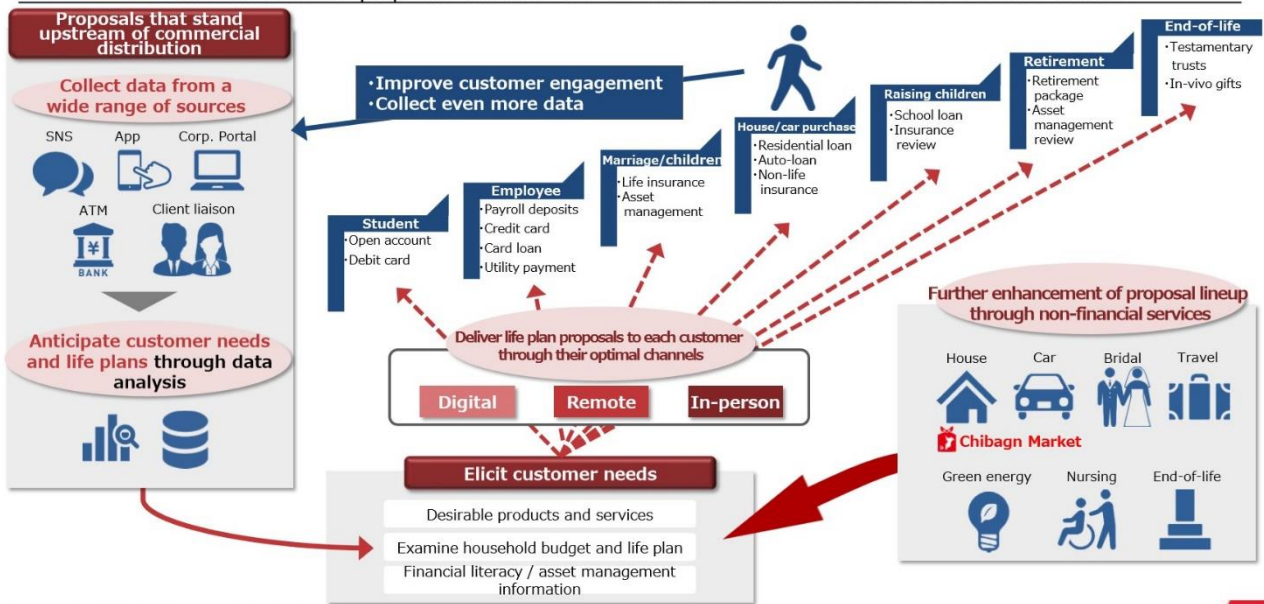 Proposals that stand
upstream of commercial
distribution
Collect data from a
wide range of sources
SNS
App
Corp. Portal
ATM
Client liaison
¥
BANK
Anticipate customer needs
and life plans through data
analysis
・Improve customer engagement
・Collect even more data
Student
・Open account
・Debit card
Employee
・Payroll deposits
・Credit card
・Card loan
・Utility payment
Marriage/children
・Life insurance
・Asset
management
House/car purchase
・Residential loan
・Auto-loan
・Non-life
insurance
Raising children
・School loan
・Insurance
review
Retirement
・Retirement
package
・Asset
management
review
End-of-life
・Testamentary
trusts
・In-vivo gifts
Deliver life plan proposals to each customer
through their optimal channels
Digital
Remote
In-person
Elicit customer needs
Desirable products and services
Examine household budget and life plan
Financial literacy / asset management
information
Further enhancement of proposal lineup
through non-financial services
House
Car
Bridal
Travel
Chibagn Market
Green energy
Nursing
End-of-life